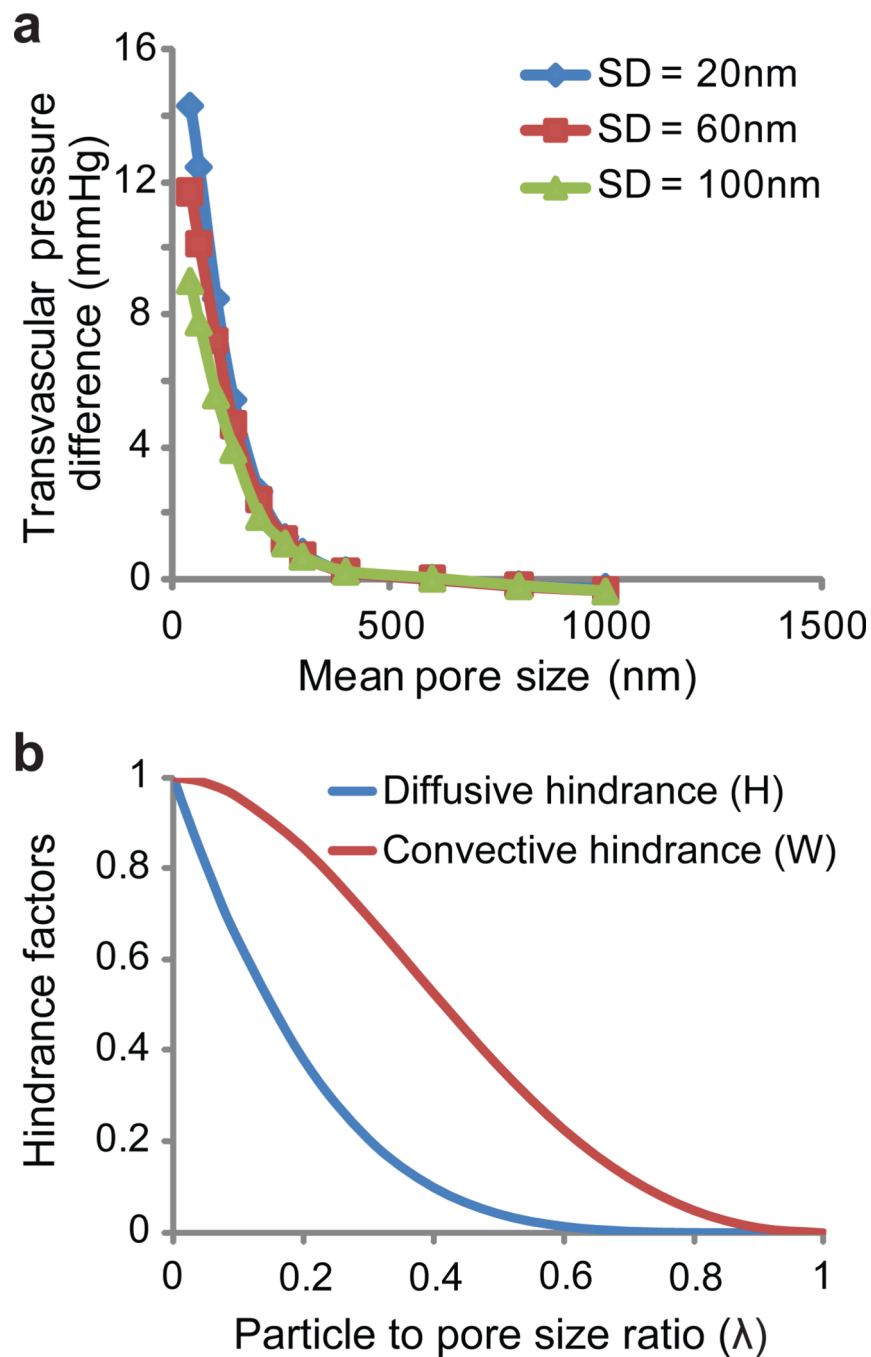 a
Transvascular pressure
difference (mmHg)
16
12
8
4
0
SD = 20nm
SD = 60nm
SD = 100nm
0
500
1000
1500
Mean pore size (nm)
b
Hindrance factors
1
0.8
0.6
0.4
0.2
0
Diffusive hindrance (H)
Convective hindrance (W)
0
0.2
0.4
0.6
0.8
1
Particle to pore size ratio (λ)